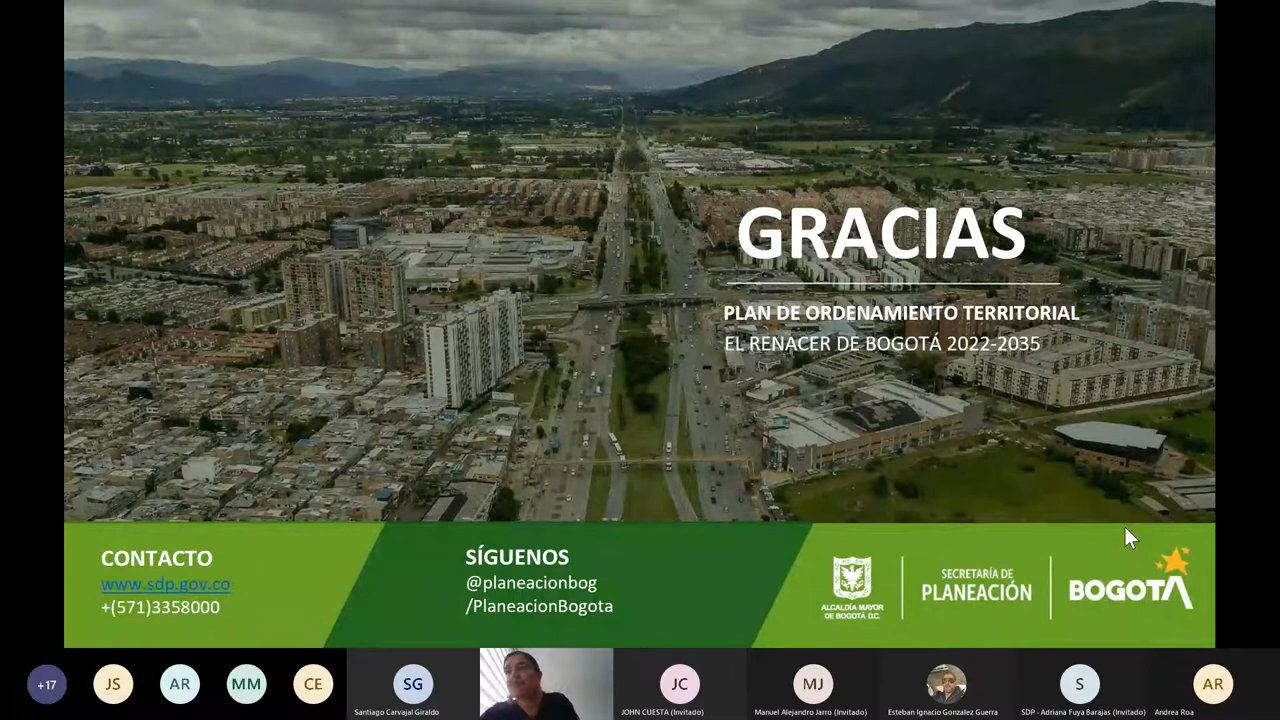 GRACIAS
PLAN DE ORDENAMIENTO TERRITORIAL
EL RENACER DE BOGOTÁ 2022-2035
CONTACTO
www.sdp.gov.co
+(571)3358000
SÍGUENOS
@planeacionbog
/PlaneacionBogota
ALCALDÍA MAYOR
DE BOGOTÁ D.C.
SECRETARÍA DE
PLANEACIÓN
BOGOTÁ
+17
JS
AR
MM
CE
SG
Santiago Carvajal Giraldo
JC
JOHN CUESTA (Invitado)
MJ
Manuel Alejandro Jarro (Invitado)
Esteban Ignacio Gonzalez Guerra
S
SDP - Adriana Fuya Barajas (Invitado)
AR
Andrea Roa